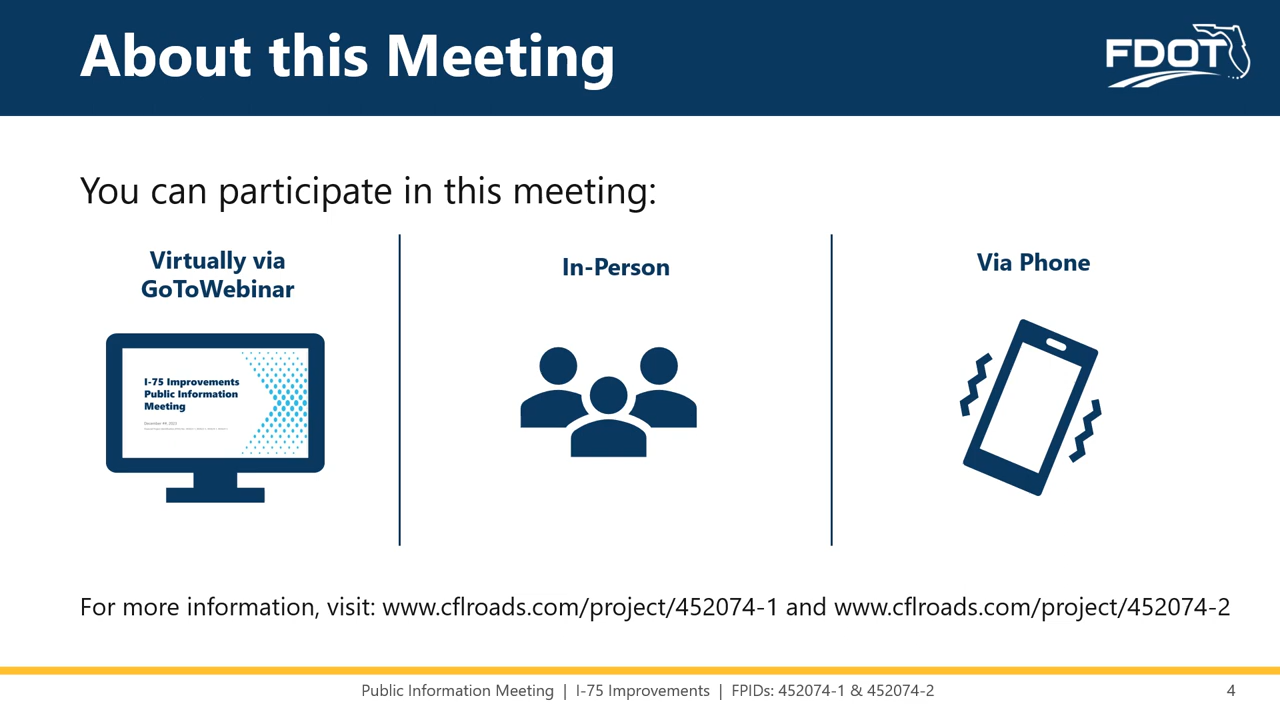 About this Meeting
FDOT
You can participate in this meeting:
Virtually via
GoToWebinar
In-Person
Via Phone
I-75 Improvements
Public Information
Meeting
For more information, visit: www.cflroads.com/project/452074-1 and www.cflroads.com/project/452074-2
Public Information Meeting | I-75 Improvements | FPIDs: 452074-1 & 452074-2
4